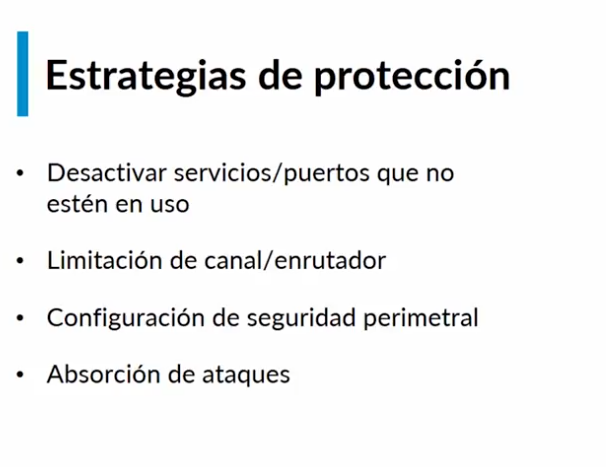 Estrategias de protección
• Desactivar servicios/puertos que no
estén en uso
• Limitación de canal/enrutador
• Configuración de seguridad perimetral
• Absorción de ataques